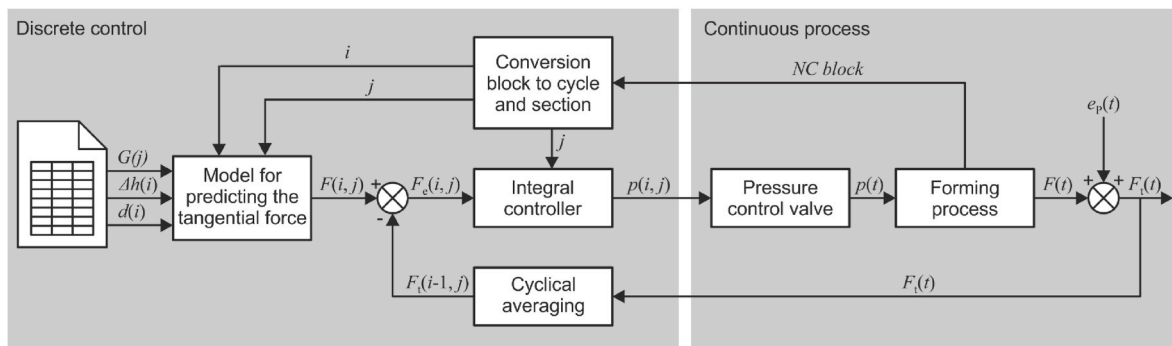 Discrete control
Continuous process
i
Conversion
block to cycle
and section
NC block
j
e_P(t)
j
G(j)
Δh(i)
d(i)
Model for
predicting the
tangential force
F(i, j)
+
-
F_e(i, j)
Integral
controller
p(i, j)
Pressure
control valve
p(t)
Forming
process
F(t)
+
+
F_t(t)
F_t(i-1, j)
Cyclical
averaging
F_t(t)